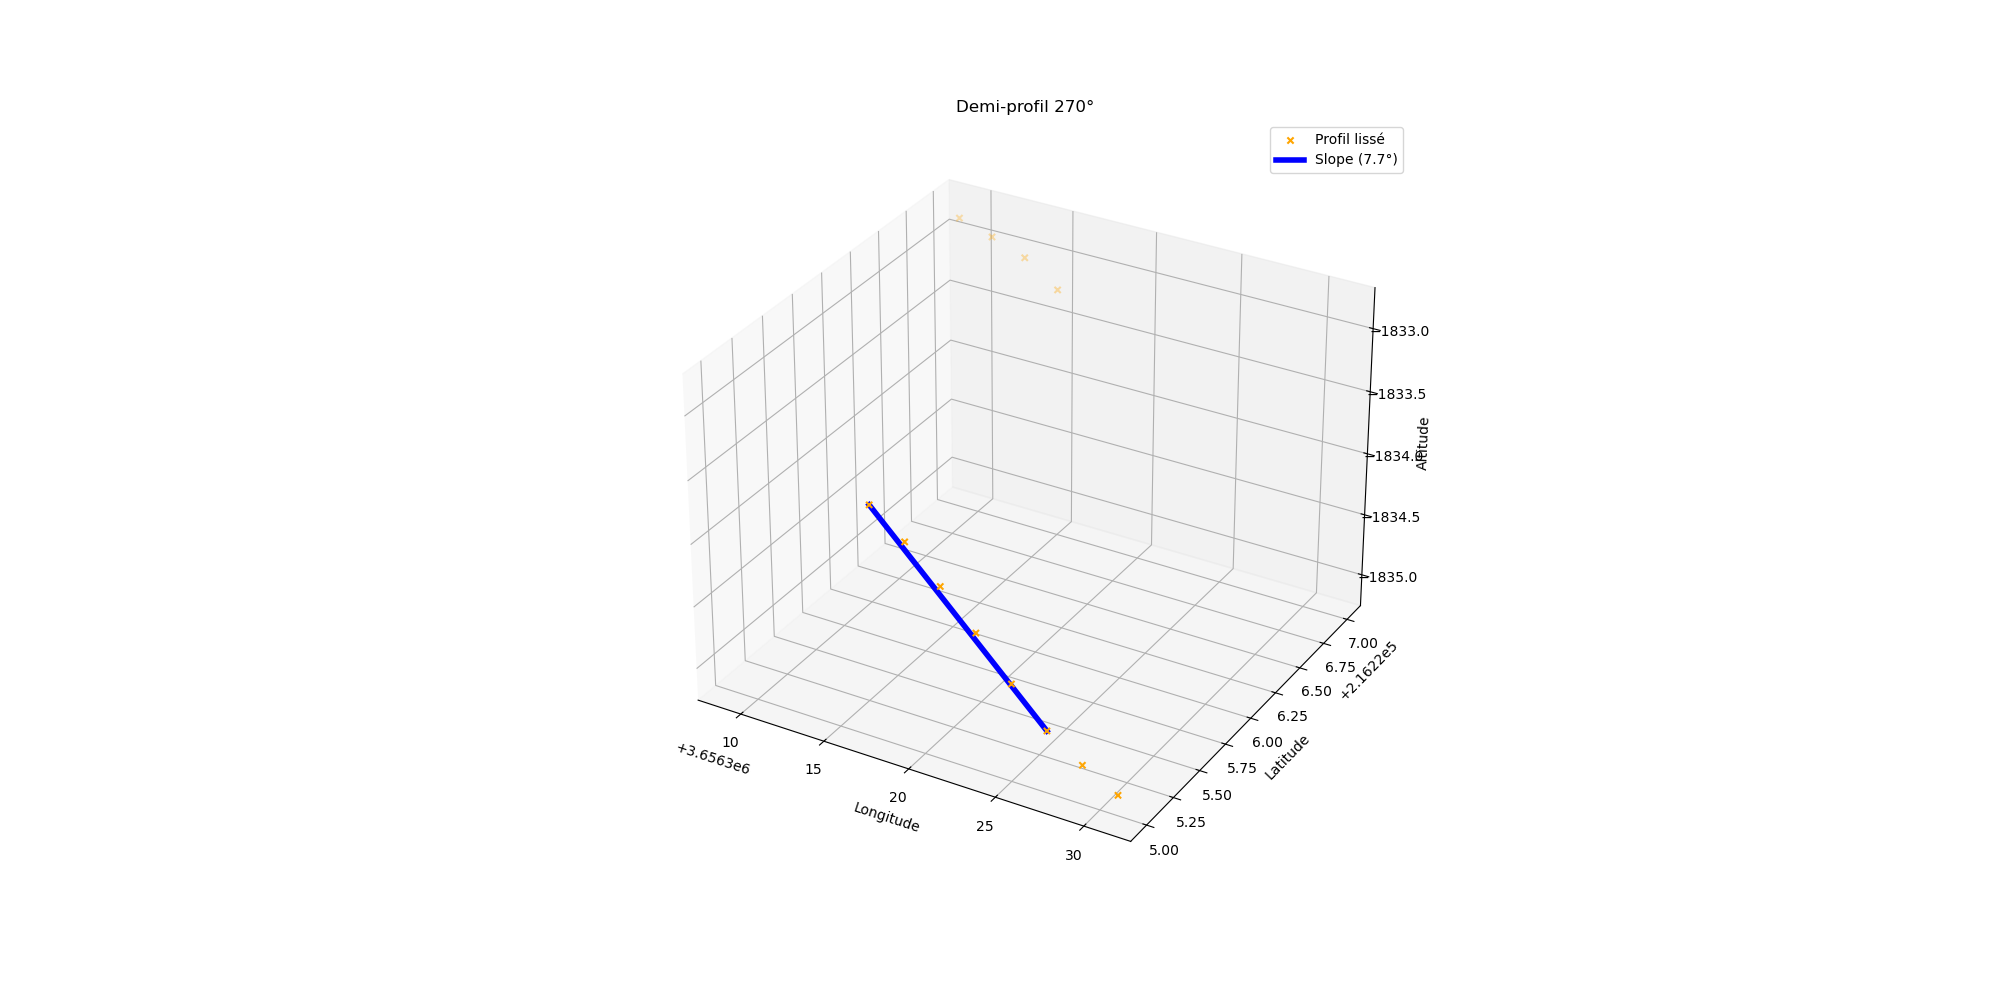 Demi-profil 270°
Profil lissé
Slope (7.7°)
−1833.0
−1833.5
−1834.0
−1834.5
−1835.0
Altitude
7.00
6.75
6.50
6.25
6.00
5.75
5.50
5.25
5.00
+2.1622e5
Latitude
10
15
20
25
30
+3.6563e6
Longitude